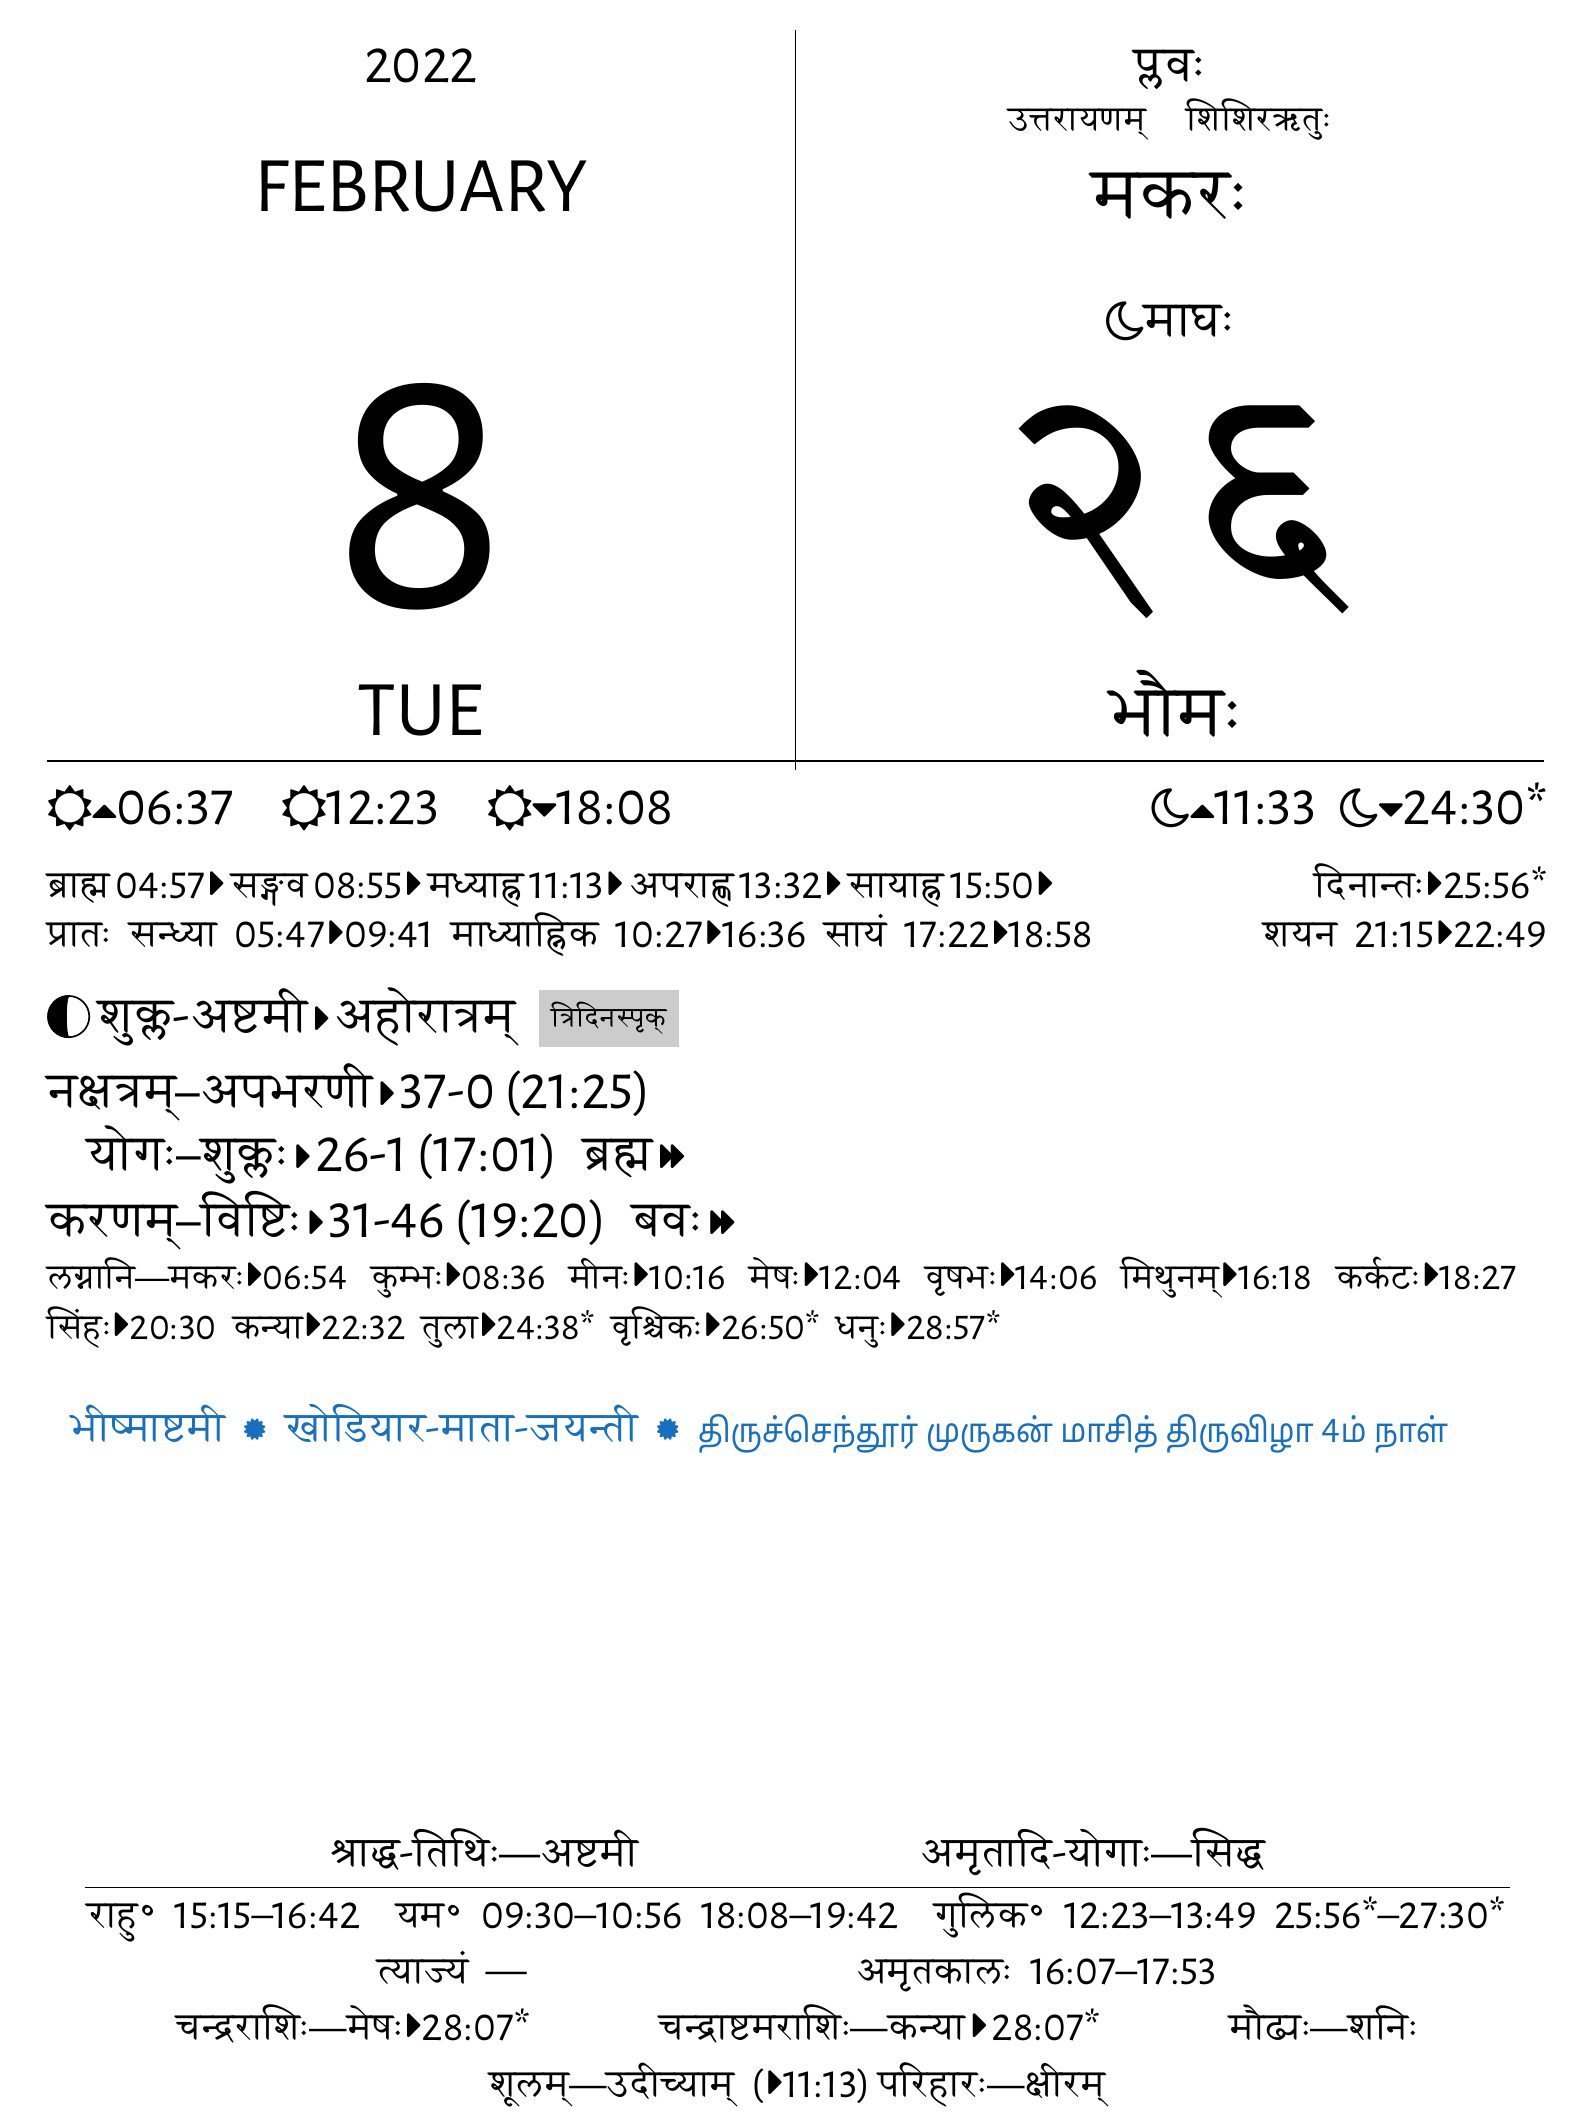 2022
FEBRUARY
8
TUE
प्लवः
उत्तरायणम् शिशिरऋतुः
मकरः
माघः
२६
भौमः
06:37 12:23 18:08 11:33 24:30*
ब्राह्म 04:57 सङ्गव 08:55 मध्याह्न 11:13 अपराह्ण 13:32 सायाह्न 15:50 दिनान्तः 25:56*
प्रातः सन्ध्या 05:47 09:41 माध्याह्निक 10:27 16:36 सायं 17:22 18:58 शयन 21:15 22:49
शुक्ल-अष्टमी अहोरात्रम् त्रिदिनस्पृक्
नक्षत्रम्–अपभरणी 37-0 (21:25)
योगः–शुक्लः 26-1 (17:01) ब्रह्म
करणम्–विष्टिः 31-46 (19:20) बवः
लग्नानि—मकरः 06:54 कुम्भः 08:36 मीनः 10:16 मेषः 12:04 वृषभः 14:06 मिथुनम् 16:18 कर्कटः 18:27
सिंहः 20:30 कन्या 22:32 तुला 24:38* वृश्चिकः 26:50* धनुः 28:57*
भीष्माष्टमी ✹ खोडियार-माता-जयन्ती ✹ திருச்செந்தூர் முருகன் மாசித் திருவிழா 4ம் நாள்
श्राद्ध-तिथिः—अष्टमी अमृतादि-योगाः—सिद्ध
राहु॰ 15:15–16:42 यम॰ 09:30–10:56 18:08–19:42 गुलिक॰ 12:23–13:49 25:56*–27:30*
त्याज्यं — अमृतकालः 16:07–17:53
चन्द्रराशिः—मेषः 28:07* चन्द्राष्टमराशिः—कन्या 28:07* मौढ्यः—शनिः
शूलम्—उदीच्याम् (11:13) परिहारः—क्षीरम्